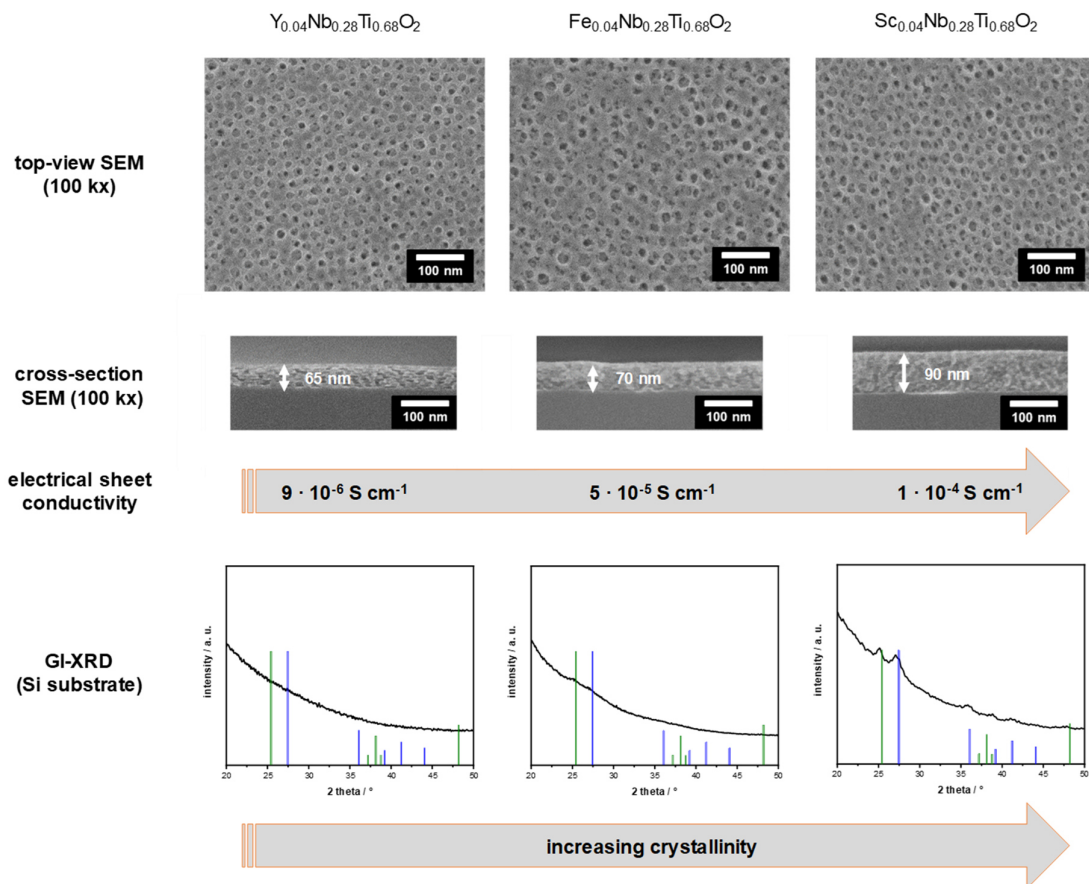 Y0.04Nb0.28Ti0.68O2
Fe0.04Nb0.28Ti0.68O2
Sc0.04Nb0.28Ti0.68O2
top-view SEM
(100 kx)
100 nm
100 nm
100 nm
cross-section
SEM (100 kx)
65 nm
100 nm
70 nm
100 nm
90 nm
100 nm
electrical sheet
conductivity
9 · 10-6 S cm-1
5 · 10-5 S cm-1
1 · 10-4 S cm-1
GI-XRD
(Si substrate)
intensity / a. u.
20 25 30 35 40 45 50
2 theta / °
intensity / a. u.
20 25 30 35 40 45 50
2 theta / °
intensity / a. u.
20 25 30 35 40 45 50
2 theta / °
increasing crystallinity